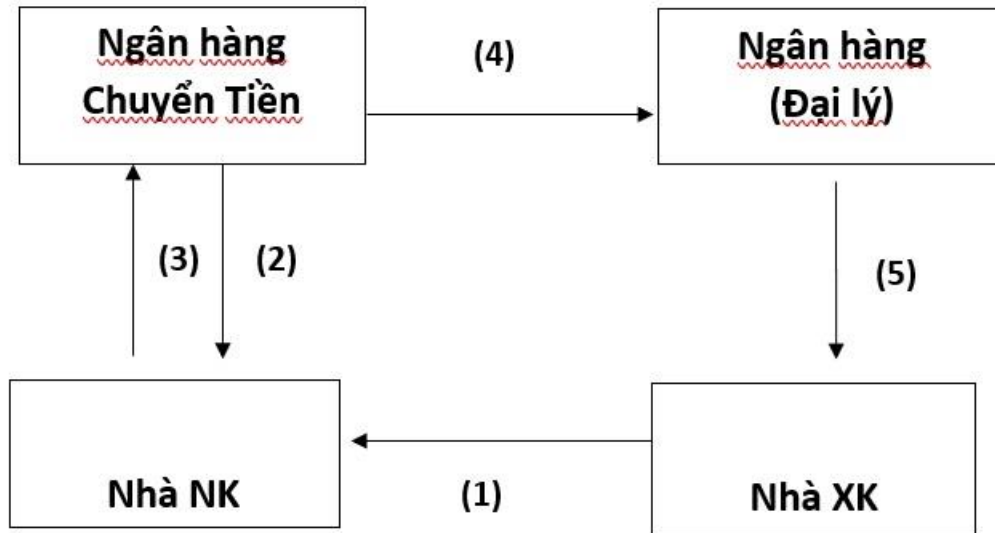 Ngân hàng
Chuyển Tiền
(4)
Ngân hàng
(Đại lý)
(3)
(2)
(5)
Nhà NK
(1)
Nhà XK